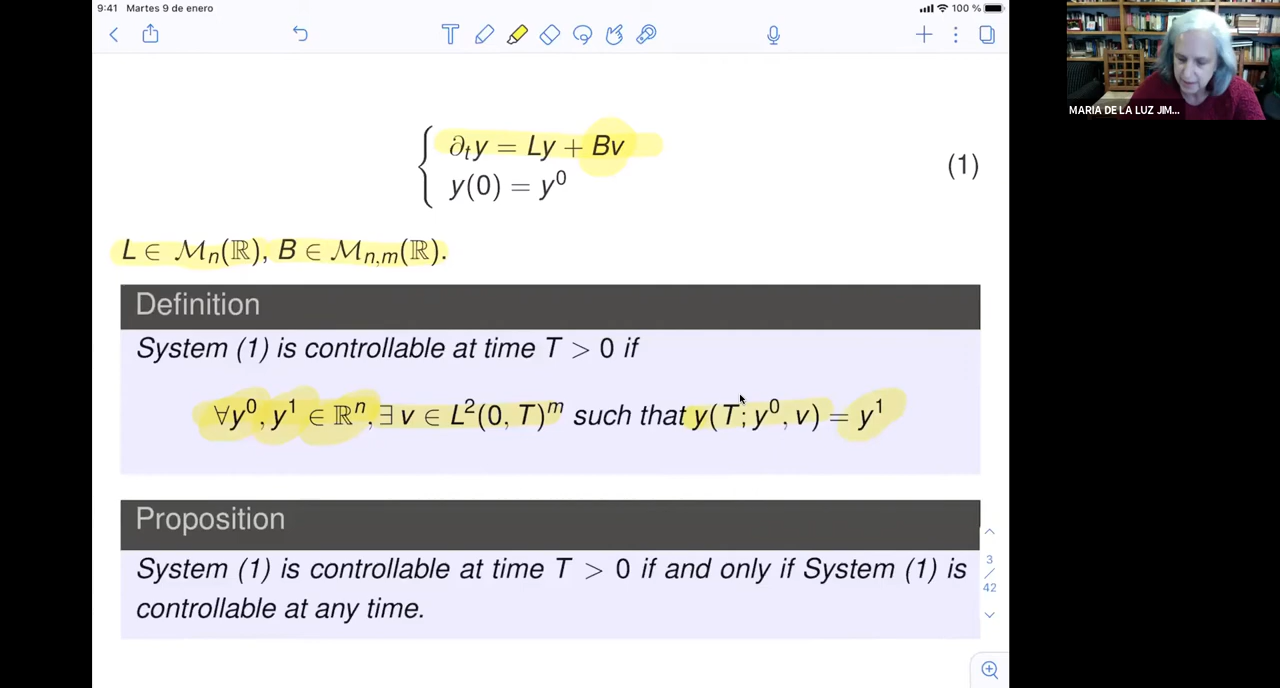 9:41 Martes 9 de enero
100 %
MARIA DE LA LUZ JIM...
∂ₜy = Ly + Bv
y(0) = y⁰
(1)
L ∈ ℳₙ(ℝ), B ∈ ℳₙ,ₘ(ℝ).
Definition
System (1) is controllable at time T > 0 if
∀y⁰, y¹ ∈ ℝⁿ, ∃ v ∈ L²(0, T)ᵐ such that y(T; y⁰, v) = y¹
Proposition
System (1) is controllable at time T > 0 if and only if System (1) is
controllable at any time.
3
/
42